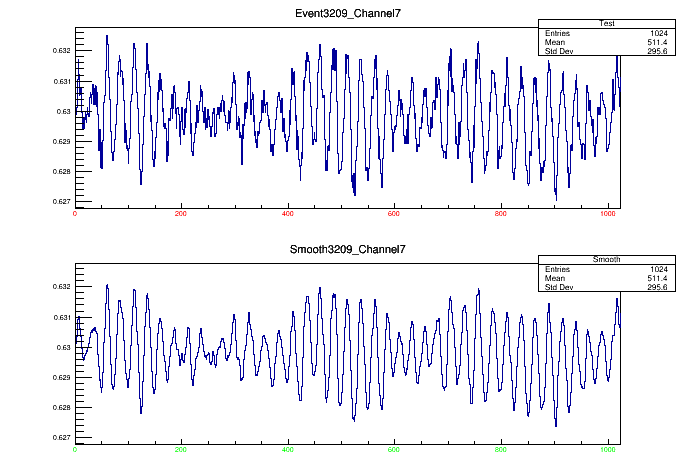 Event3209_Channel7
Test
Entries 1024
Mean 511.4
Std Dev 295.6
0.632
0.631
0.63
0.629
0.628
0.627
0 200 400 600 800 1000
Smooth3209_Channel7
Smooth
Entries 1024
Mean 511.4
Std Dev 295.6
0.632
0.631
0.63
0.629
0.628
0.627
0 200 400 600 800 1000